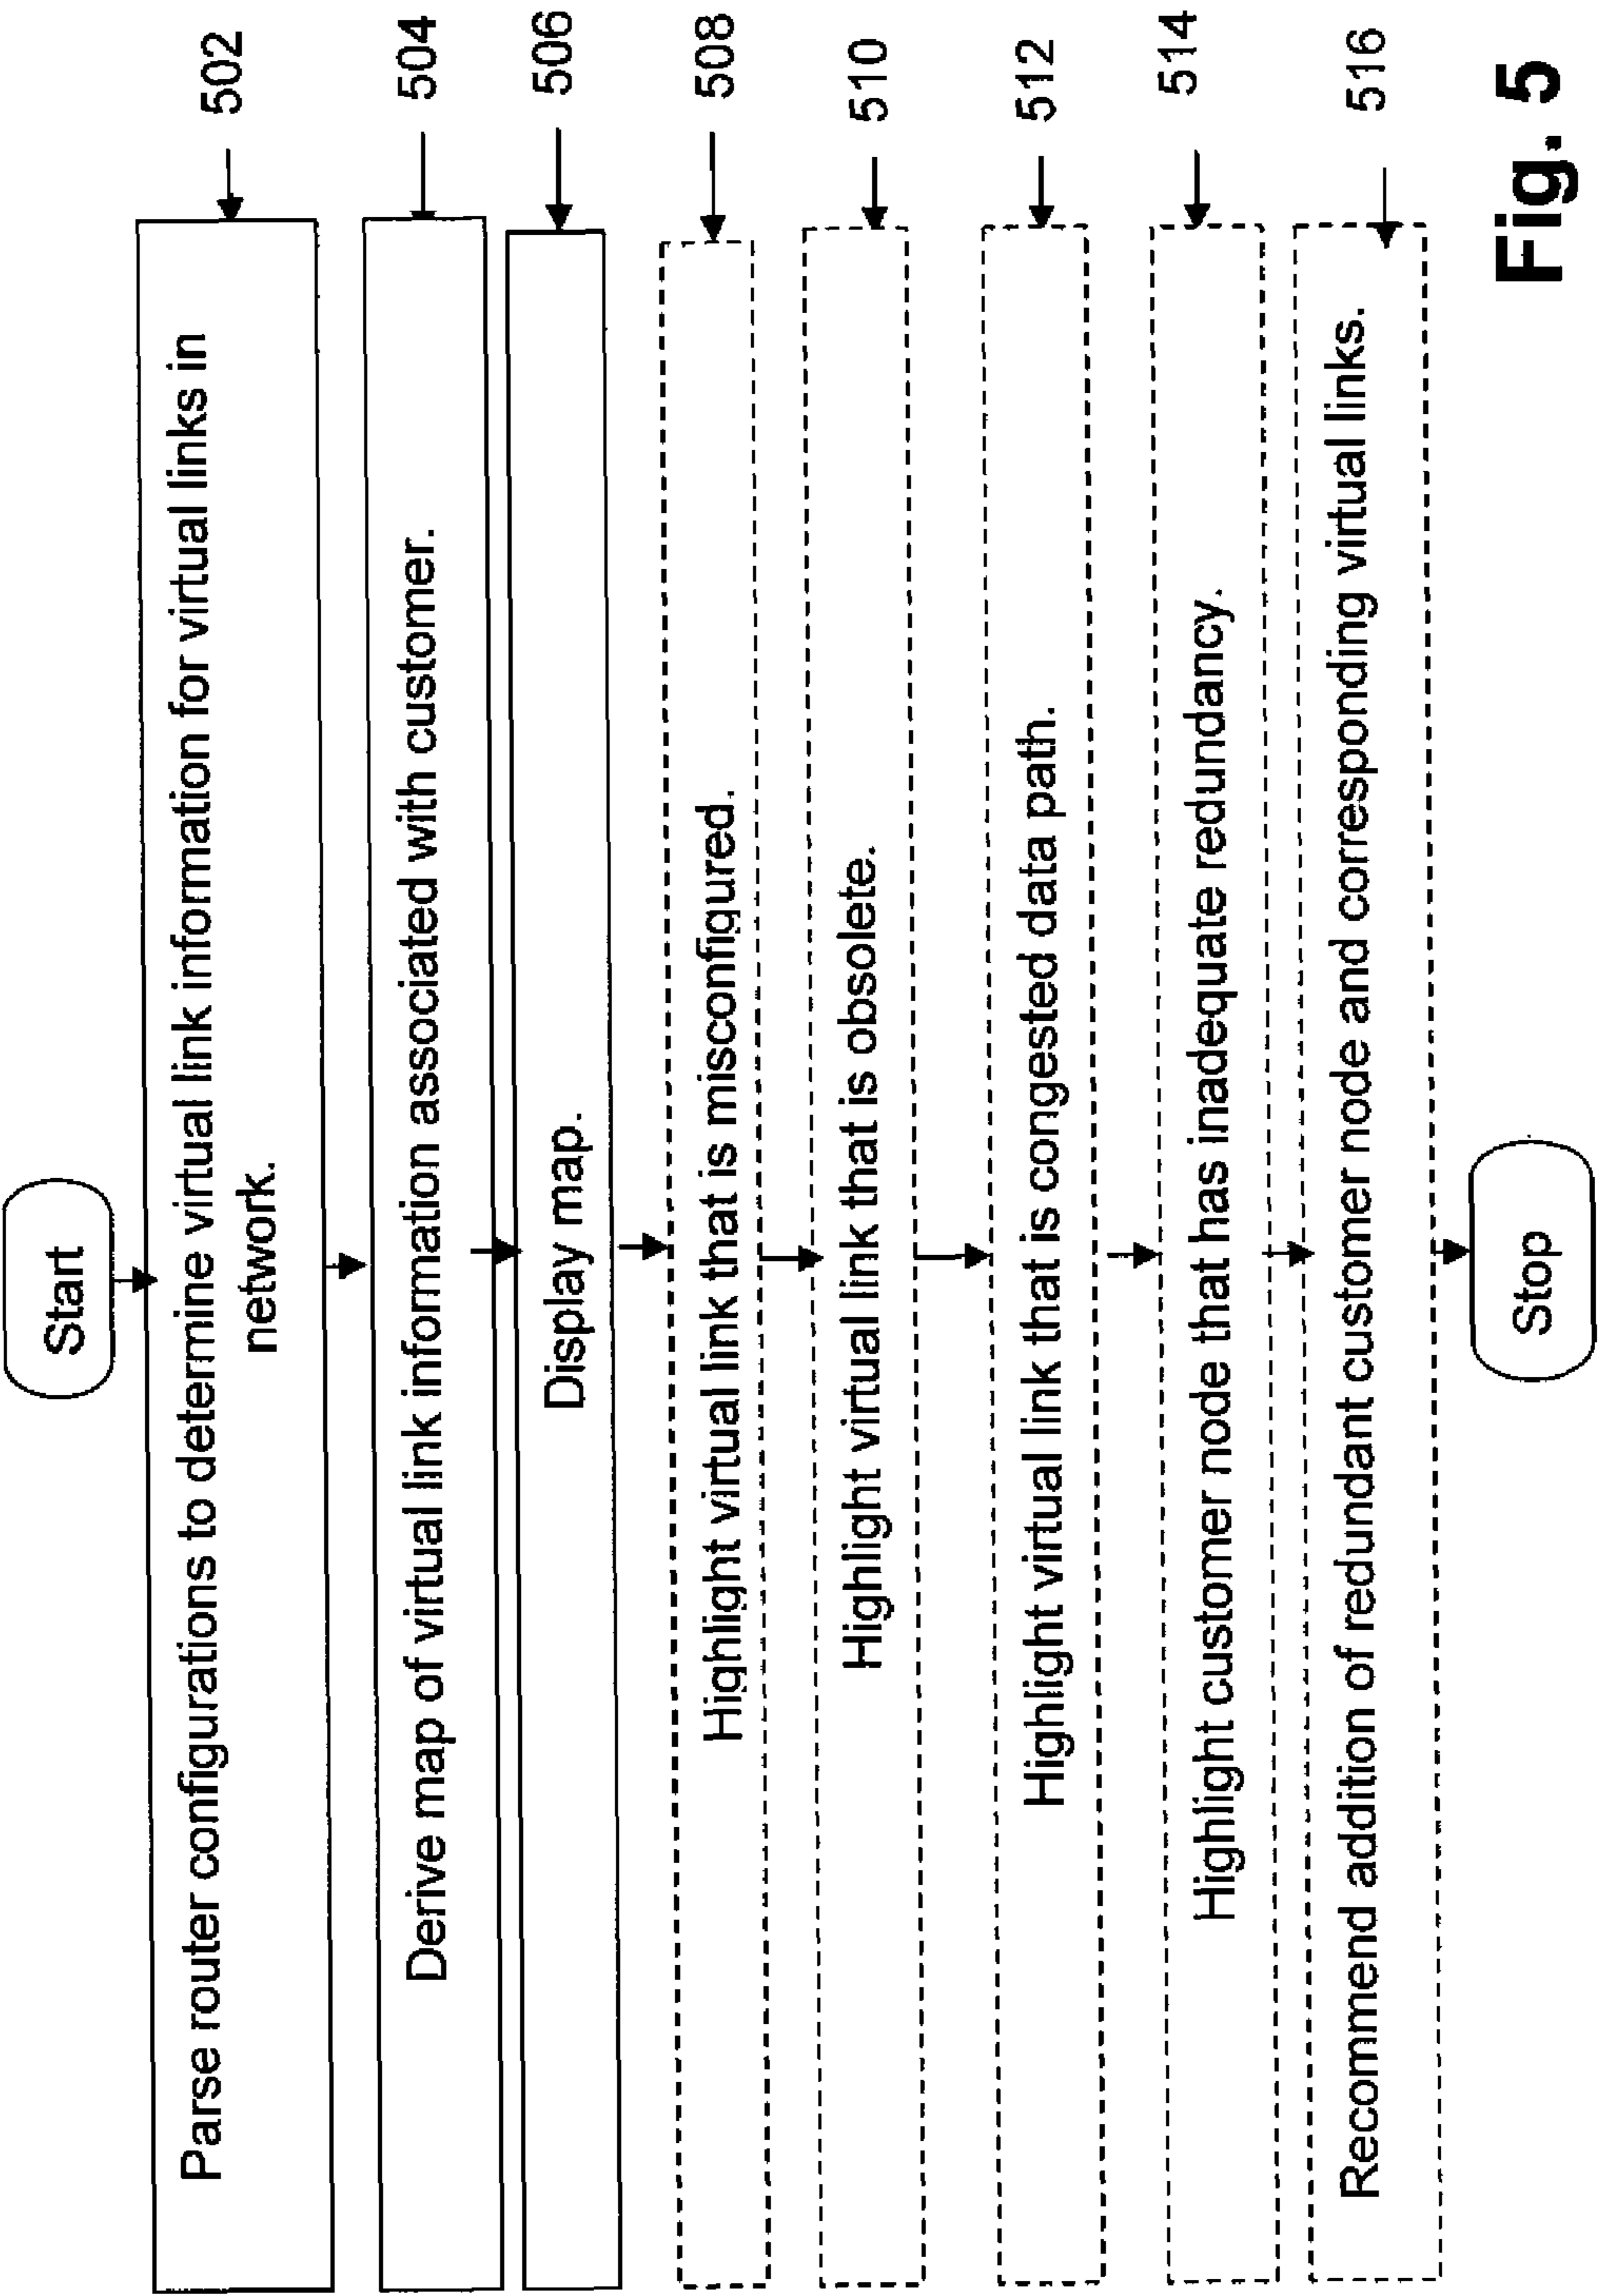 Start
Parse router configurations to determine virtual link information for virtual links in
network.
502
Derive map of virtual link information associated with customer.
504
Display map.
506
Highlight virtual link that is misconfigured.
508
Highlight virtual link that is obsolete.
510
Highlight virtual link that is congested data path.
512
Highlight customer node that has inadequate redundancy.
514
Recommend addition of redundant customer node and corresponding virtual links.
516
Stop
Fig. 5